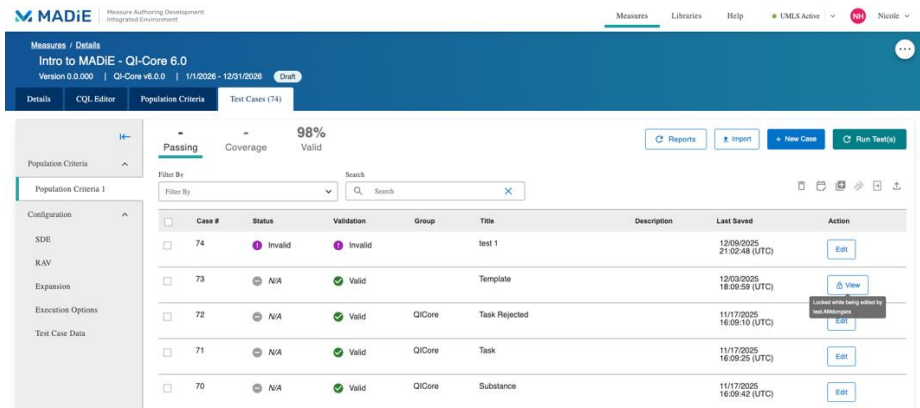 MADiE Measure Authoring Development
Integrated Environment
Measures Libraries Help UMLS Active NH Nicole
Measures / Details
Intro to MADiE - QI-Core 6.0
Version 0.0.000 | QI-Core v6.0.0 | 1/1/2026 - 12/31/2026 Draft
Details CQL Editor Population Criteria Test Cases (74)
- - 98%
Passing Coverage Valid
Reports Import + New Case Run Test(s)
Population Criteria
Population Criteria 1
Configuration
SDE
RAV
Expansion
Execution Options
Test Case Data
Filter By Search
Filter By Search
Case # Status Validation Group Title Description Last Saved Action
74 Invalid Invalid test 1 12/09/2025 Edit
21:02:48 (UTC)
73 N/A Valid Template 12/03/2025 View
18:09:59 (UTC)
Locked while being edited by
72 N/A Valid QICore Task Rejected 11/17/2025 Edit
16:09:10 (UTC)
71 N/A Valid QICore Task 11/17/2025 Edit
16:09:25 (UTC)
70 N/A Valid QICore Substance 11/17/2025 Edit
16:09:42 (UTC)